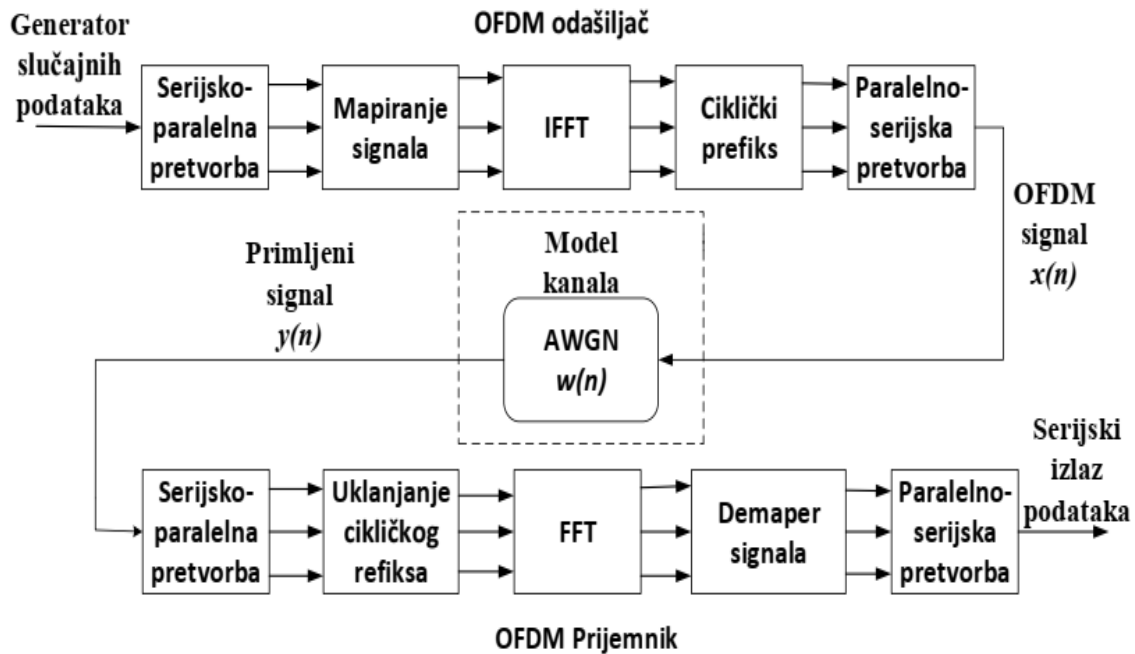 Generator
slučajnih
podataka
OFDM odašiljač
Serijsko-
paralelna
pretvorba
Mapiranje
signala
IFFT
Ciklički
prefiks
Paralelno-
serijska
pretvorba
OFDM
signal
x(n)
Model
kanala
AWGN
w(n)
Primljeni
signal
y(n)
Serijsko-
paralelna
pretvorba
Uklanjanje
cikličkog
refiksa
FFT
Demaper
signala
Paralelno-
serijska
pretvorba
Serijski
izlaz
podataka
OFDM Prijemnik